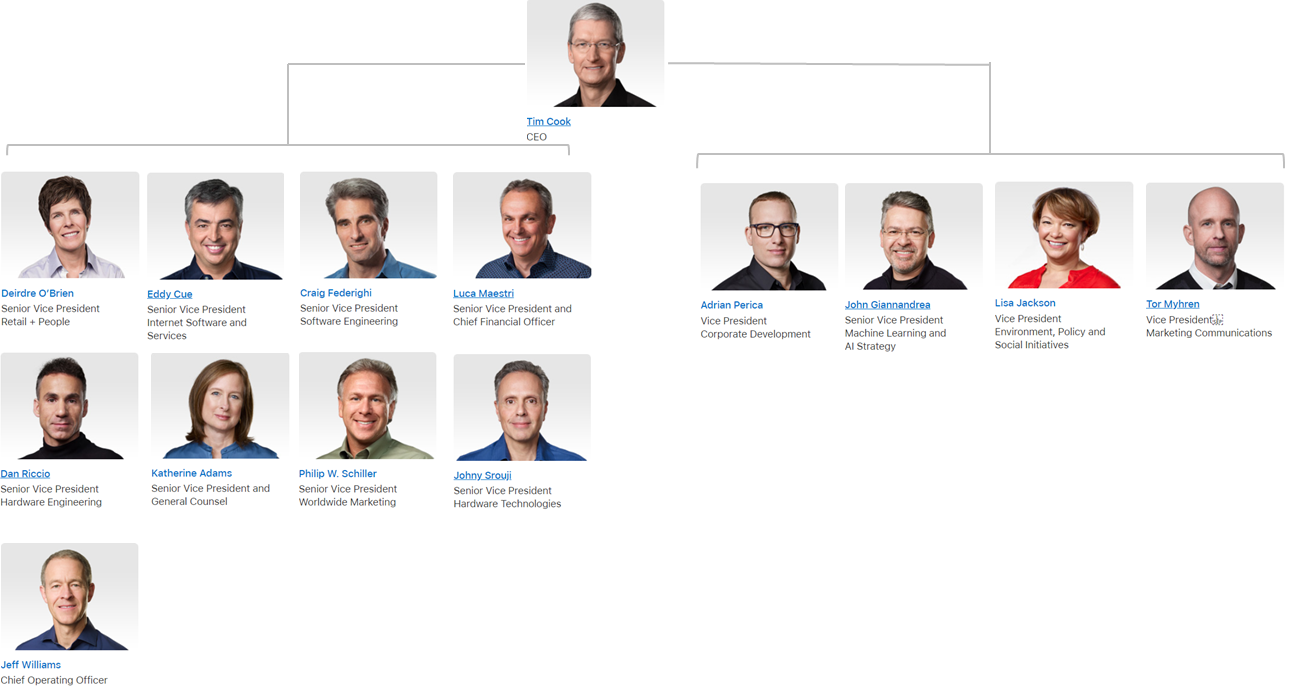 Tim Cook
CEO
Deirdre O'Brien
Senior Vice President
Retail + People
Eddy Cue
Senior Vice President
Internet Software and
Services
Craig Federighi
Senior Vice President
Software Engineering
Luca Maestri
Senior Vice President and
Chief Financial Officer
Adrian Perica
Vice President
Corporate Development
John Giannandrea
Senior Vice President
Machine Learning and
AI Strategy
Lisa Jackson
Vice President
Environment, Policy and
Social Initiatives
Tor Myhren
Vice President
Marketing Communications
Dan Riccio
Senior Vice President
Hardware Engineering
Katherine Adams
Senior Vice President and
General Counsel
Philip W. Schiller
Senior Vice President
Worldwide Marketing
Johny Srouji
Senior Vice President
Hardware Technologies
Jeff Williams
Chief Operating Officer